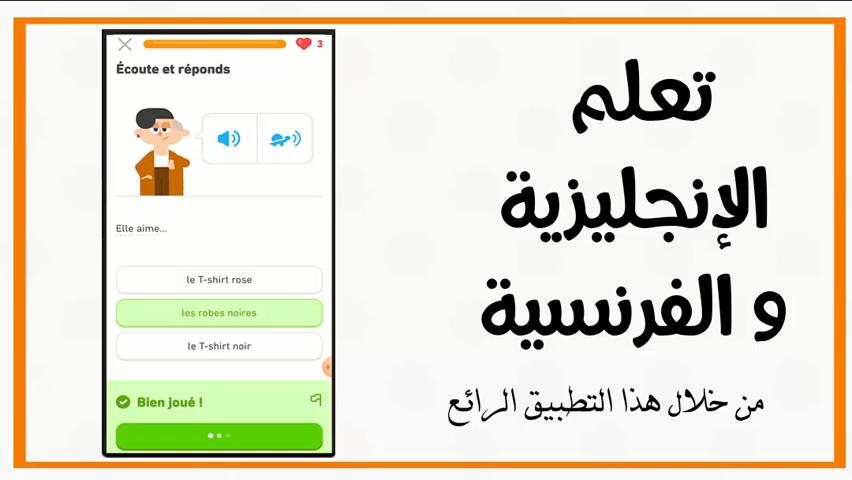 3
Écoute et réponds
Elle aime...
le T-shirt rose
les robes noires
le T-shirt noir
Bien joué !
تعلم
الإنجليزية
و الفرنسية
من خلال هذا التطبيق الرائع